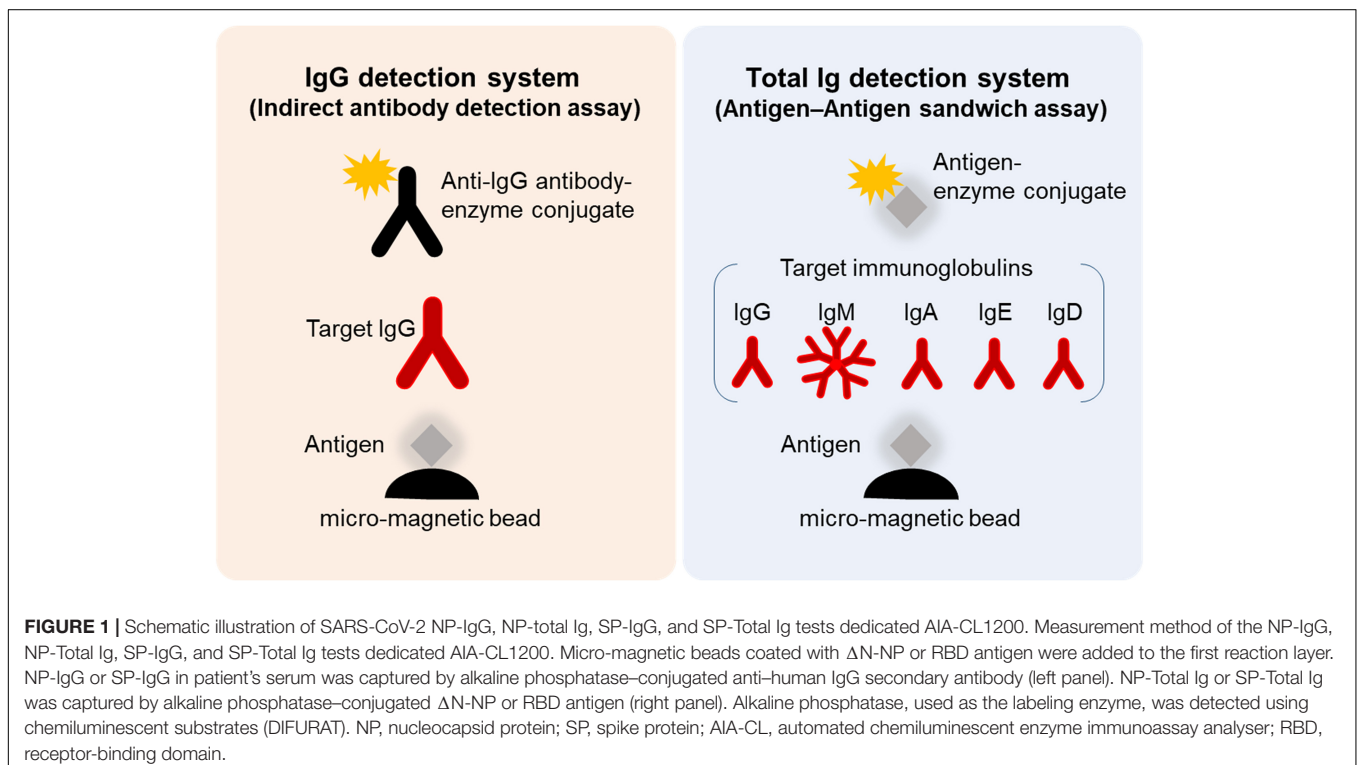 IgG detection system
(Indirect antibody detection assay)
Anti-IgG antibody-
enzyme conjugate
Target IgG
Antigen
micro-magnetic bead
Total Ig detection system
(Antigen–Antigen sandwich assay)
Antigen-
enzyme conjugate
Target immunoglobulins
IgG IgM IgA IgE IgD
Antigen
micro-magnetic bead
FIGURE 1 | Schematic illustration of SARS-CoV-2 NP-IgG, NP-total Ig, SP-IgG, and SP-Total Ig tests dedicated AIA-CL1200. Measurement method of the NP-IgG,
NP-Total Ig, SP-IgG, and SP-Total Ig tests dedicated AIA-CL1200. Micro-magnetic beads coated with ΔN-NP or RBD antigen were added to the first reaction layer.
NP-IgG or SP-IgG in patient's serum was captured by alkaline phosphatase–conjugated anti–human IgG secondary antibody (left panel). NP-Total Ig or SP-Total Ig
was captured by alkaline phosphatase–conjugated ΔN-NP or RBD antigen (right panel). Alkaline phosphatase, used as the labeling enzyme, was detected using
chemiluminescent substrates (DIFURAT). NP, nucleocapsid protein; SP, spike protein; AIA-CL, automated chemiluminescent enzyme immunoassay analyser; RBD,
receptor-binding domain.